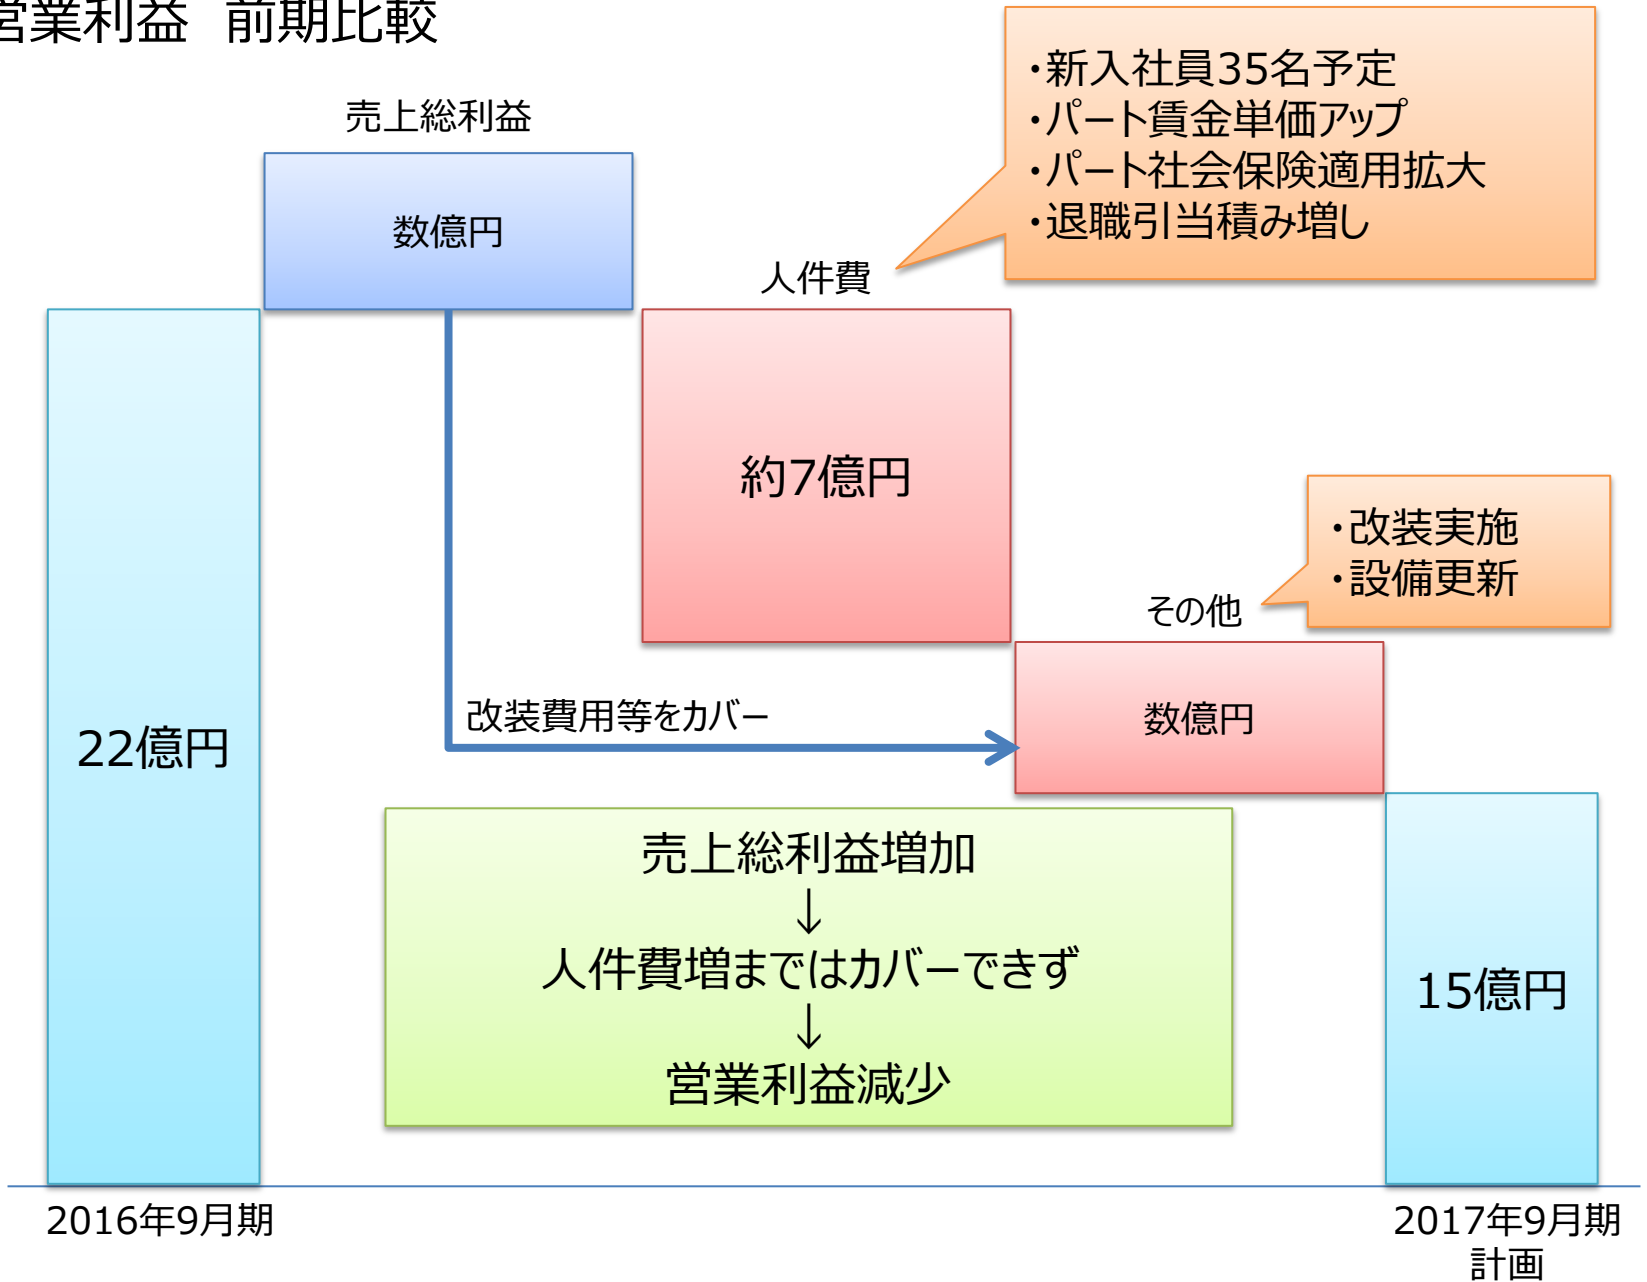 営業利益　前期比較
売上総利益
数億円
・新入社員35名予定
・パート賃金単価アップ
・パート社会保険適用拡大
・退職引当積み増し
人件費
約7億円
・改装実施
・設備更新
その他
数億円
改装費用等をカバー
22億円
売上総利益増加
↓
人件費増まではカバーできず
↓
営業利益減少
15億円
2016年9月期
2017年9月期
計画